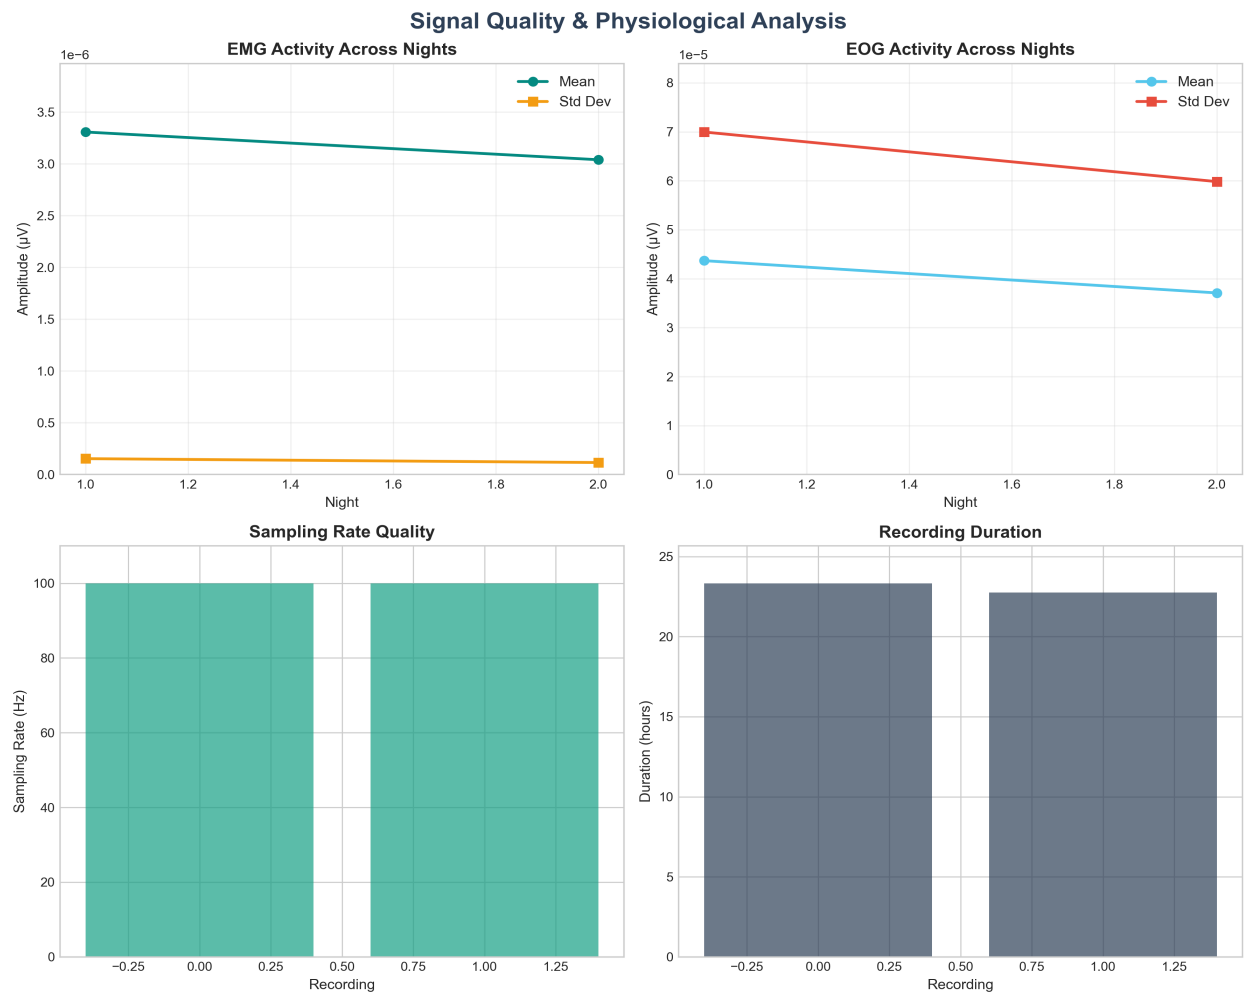 Signal Quality & Physiological Analysis
EMG Activity Across Nights
1e−6
Mean
Std Dev
3.5
3.0
2.5
2.0
1.5
1.0
0.5
0.0
Amplitude (μV)
1.0 1.2 1.4 1.6 1.8 2.0
Night
EOG Activity Across Nights
1e−5
Mean
Std Dev
8
7
6
5
4
3
2
1
0
Amplitude (μV)
1.0 1.2 1.4 1.6 1.8 2.0
Night
Sampling Rate Quality
100
80
60
40
20
0
Sampling Rate (Hz)
−0.25 0.00 0.25 0.50 0.75 1.00 1.25
Recording
Recording Duration
25
20
15
10
5
0
Duration (hours)
−0.25 0.00 0.25 0.50 0.75 1.00 1.25
Recording